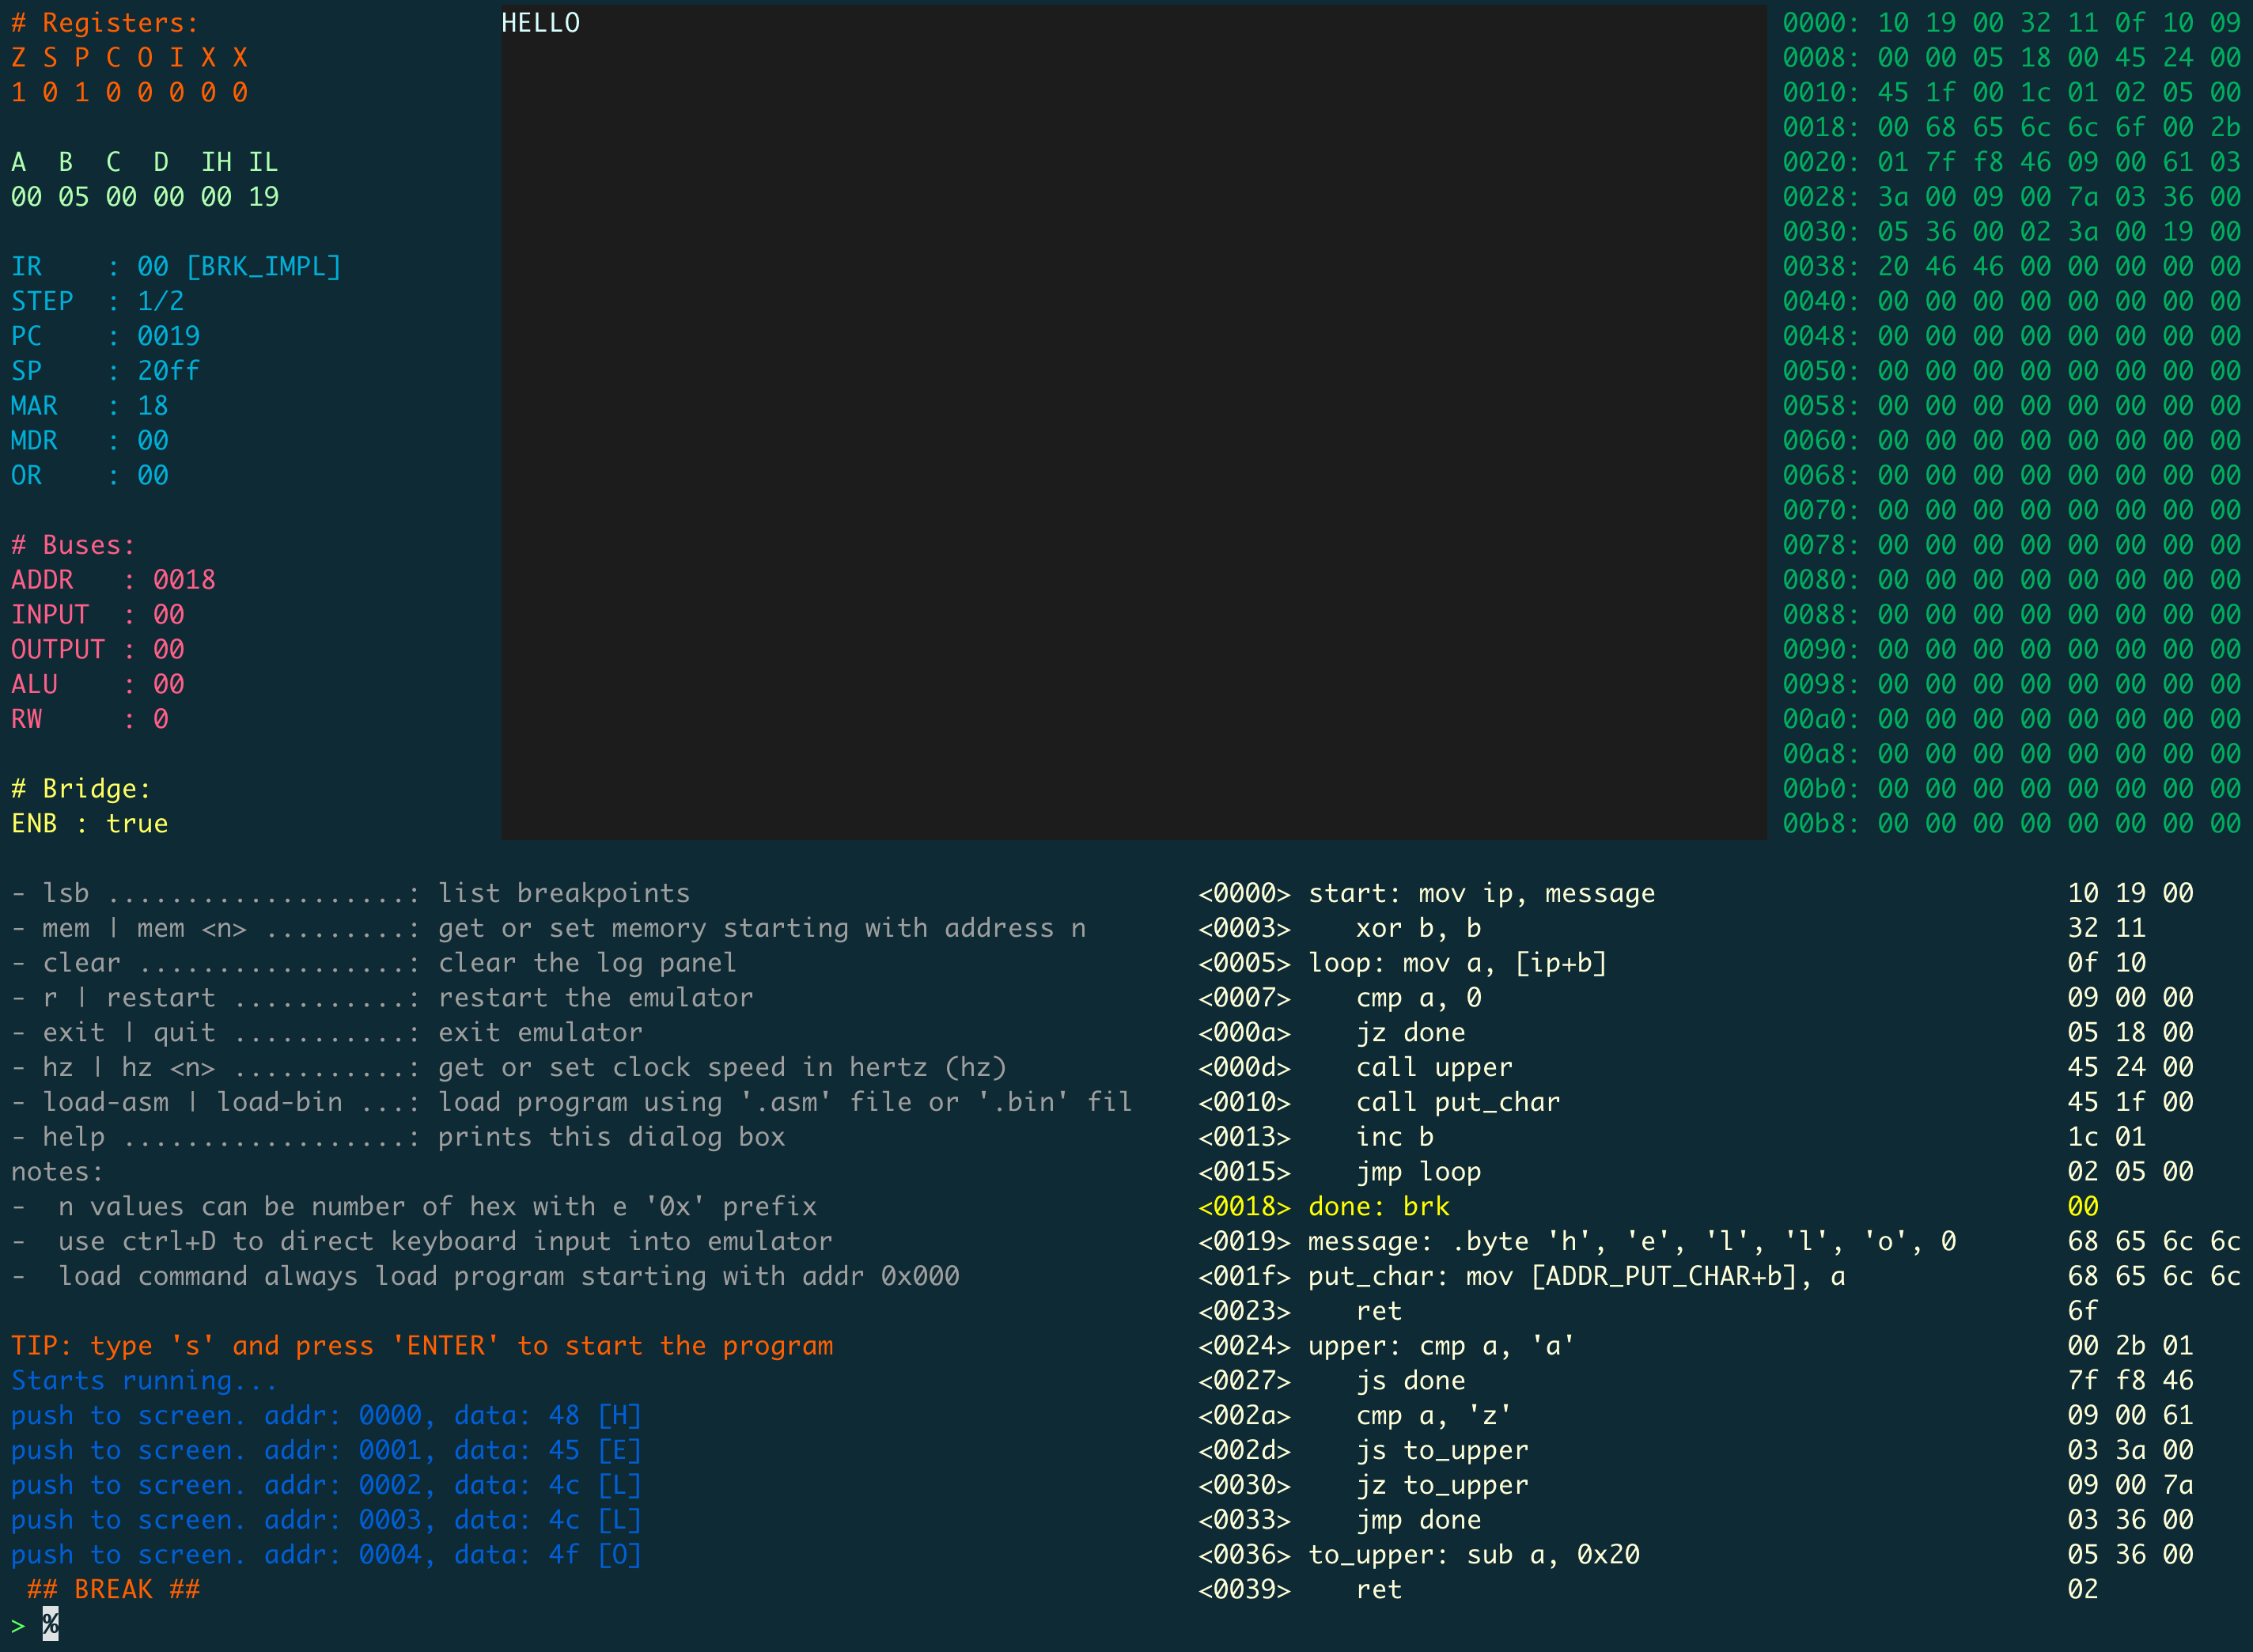 # Registers:
Z S P C O I X X
1 0 1 0 0 0 0 0
A  B  C  D  IH IL
00 05 00 00 00 19
IR    : 00 [BRK_IMPL]
STEP  : 1/2
PC    : 0019
SP    : 20ff
MAR   : 18
MDR   : 00
OR    : 00
# Buses:
ADDR   : 0018
INPUT  : 00
OUTPUT : 00
ALU    : 00
RW     : 0
# Bridge:
ENB : true
HELLO
0000: 10 19 00 32 11 0f 10 09
0008: 00 00 05 18 00 45 24 00
0010: 45 1f 00 1c 01 02 05 00
0018: 00 68 65 6c 6c 6f 00 2b
0020: 01 7f f8 46 09 00 61 03
0028: 3a 00 09 00 7a 03 36 00
0030: 05 36 00 02 3a 00 19 00
0038: 20 46 46 00 00 00 00 00
0040: 00 00 00 00 00 00 00 00
0048: 00 00 00 00 00 00 00 00
0050: 00 00 00 00 00 00 00 00
0058: 00 00 00 00 00 00 00 00
0060: 00 00 00 00 00 00 00 00
0068: 00 00 00 00 00 00 00 00
0070: 00 00 00 00 00 00 00 00
0078: 00 00 00 00 00 00 00 00
0080: 00 00 00 00 00 00 00 00
0088: 00 00 00 00 00 00 00 00
0090: 00 00 00 00 00 00 00 00
0098: 00 00 00 00 00 00 00 00
00a0: 00 00 00 00 00 00 00 00
00a8: 00 00 00 00 00 00 00 00
00b0: 00 00 00 00 00 00 00 00
00b8: 00 00 00 00 00 00 00 00
- lsb ...................: list breakpoints
- mem | mem <n> .........: get or set memory starting with address n
- clear .................: clear the log panel
- r | restart ...........: restart the emulator
- exit | quit ...........: exit emulator
- hz | hz <n> ...........: get or set clock speed in hertz (hz)
- load-asm | load-bin ...: load program using '.asm' file or '.bin' fil
- help ..................: prints this dialog box
notes:
-  n values can be number of hex with e '0x' prefix
-  use ctrl+D to direct keyboard input into emulator
-  load command always load program starting with addr 0x000
TIP: type 's' and press 'ENTER' to start the program
Starts running...
push to screen. addr: 0000, data: 48 [H]
push to screen. addr: 0001, data: 45 [E]
push to screen. addr: 0002, data: 4c [L]
push to screen. addr: 0003, data: 4c [L]
push to screen. addr: 0004, data: 4f [O]
## BREAK ##
> %
<0000> start: mov ip, message 10 19 00
<0003>    xor b, b 32 11
<0005> loop: mov a, [ip+b] 0f 10
<0007>    cmp a, 0 09 00 00
<000a>    jz done 05 18 00
<000d>    call upper 45 24 00
<0010>    call put_char 45 1f 00
<0013>    inc b 1c 01
<0015>    jmp loop 02 05 00
<0018> done: brk 00
<0019> message: .byte 'h', 'e', 'l', 'l', 'o', 0 68 65 6c 6c
<001f> put_char: mov [ADDR_PUT_CHAR+b], a 68 65 6c 6c
<0023>    ret 6f
<0024> upper: cmp a, 'a' 00 2b 01
<0027>    js done 7f f8 46
<002a>    cmp a, 'z' 09 00 61
<002d>    js to_upper 03 3a 00
<0030>    jz to_upper 09 00 7a
<0033>    jmp done 03 36 00
<0036> to_upper: sub a, 0x20 05 36 00
<0039>    ret 02